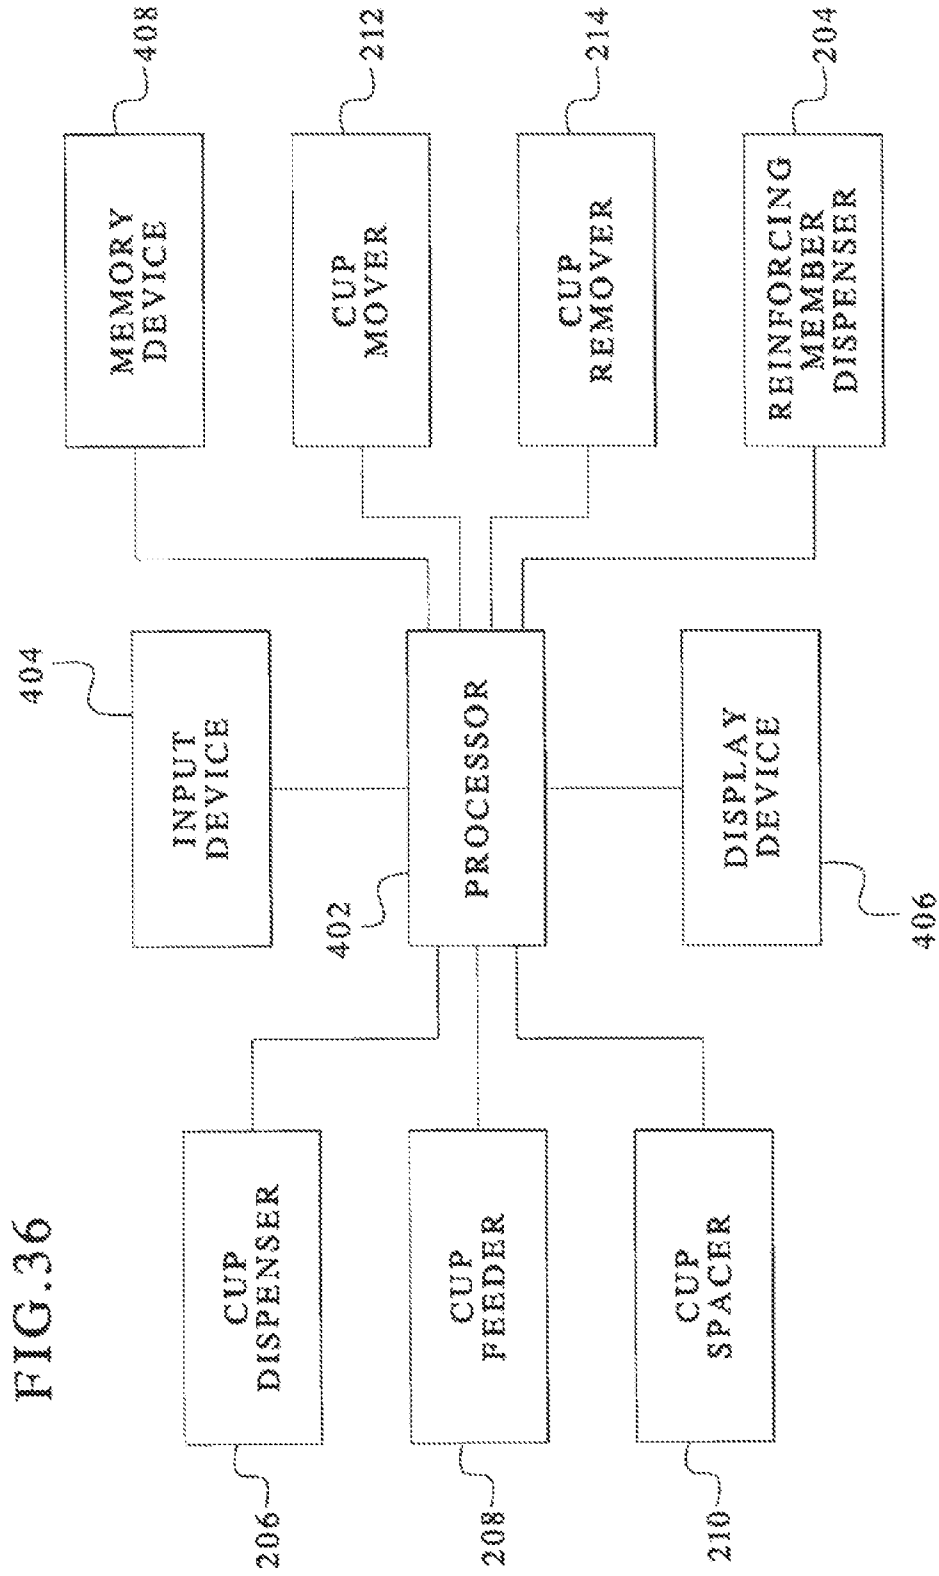 FIG.36
206
CUP
DISPENSER
208
CUP
FEEDER
210
CUP
SPACER
404
INPUT
DEVICE
402
PROCESSOR
DISPLAY
DEVICE
406
MEMORY
DEVICE
408
CUP
MOVER
212
CUP
REMOVER
214
REINFORCING
MEMBER
DISPENSER
204